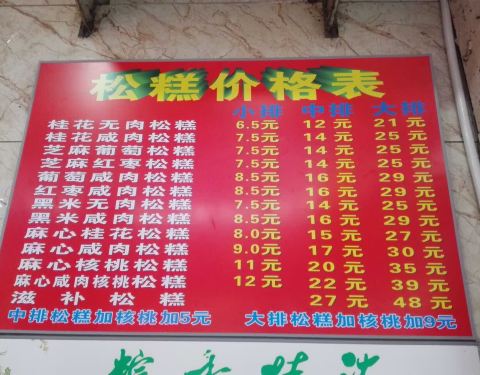 松糕价格表
小排 中排 大排
桂花无肉松糕 6.5元 12元 21元
桂花咸肉松糕 7.5元 14元 25元
芝麻葡萄松糕 7.5元 14元 25元
芝麻红枣松糕 7.5元 14元 25元
葡萄咸肉松糕 8.5元 16元 29元
红枣咸肉松糕 8.5元 16元 29元
黑米无肉松糕 7.5元 14元 25元
黑米咸肉松糕 8.5元 16元 29元
麻心桂花松糕 8.0元 15元 27元
麻心咸肉松糕 9.0元 17元 30元
麻心核桃松糕 11元 20元 35元
麻心咸肉核桃松糕 12元 22元 39元
滋补松糕 27元 48元
中排松糕加核桃加5元 大排松糕加核桃加9元